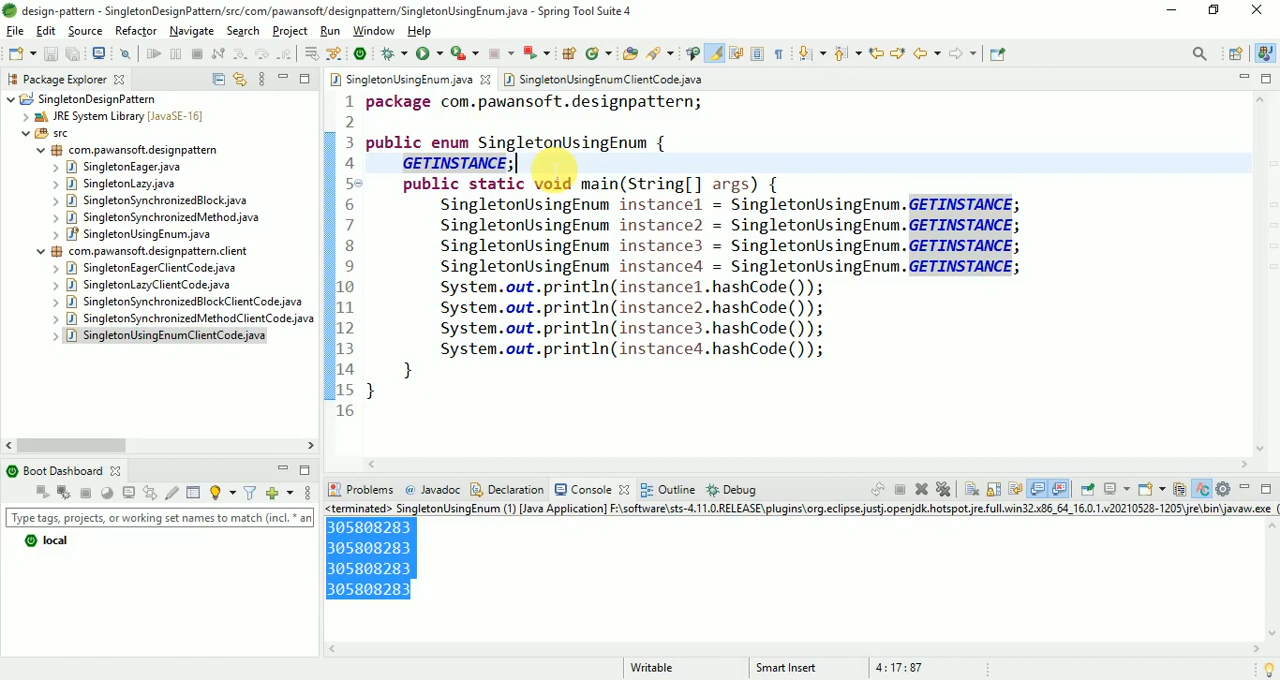 design-pattern - SingletonDesignPattern/src/com/pawansoft/designpattern/SingletonUsingEnum.java - Spring Tool Suite 4
File Edit Source Refactor Navigate Search Project Run Window Help
Package Explorer
SingletonDesignPattern
JRE System Library [JavaSE-16]
src
com.pawansoft.designpattern
SingletonEager.java
SingletonLazy.java
SingletonSynchronizedBlock.java
SingletonSynchronizedMethod.java
SingletonUsingEnum.java
com.pawansoft.designpattern.client
SingletonEagerClientCode.java
SingletonLazyClientCode.java
SingletonSynchronizedBlockClientCode.java
SingletonSynchronizedMethodClientCode.java
SingletonUsingEnumClientCode.java
Boot Dashboard
Type tags, projects, or working set names to match (incl. * an
local
SingletonUsingEnum.java SingletonUsingEnumClientCode.java
1 package com.pawansoft.designpattern;
2
3 public enum SingletonUsingEnum {
4 GETINSTANCE;
5 public static void main(String[] args) {
6 SingletonUsingEnum instance1 = SingletonUsingEnum.GETINSTANCE;
7 SingletonUsingEnum instance2 = SingletonUsingEnum.GETINSTANCE;
8 SingletonUsingEnum instance3 = SingletonUsingEnum.GETINSTANCE;
9 SingletonUsingEnum instance4 = SingletonUsingEnum.GETINSTANCE;
10 System.out.println(instance1.hashCode());
11 System.out.println(instance2.hashCode());
12 System.out.println(instance3.hashCode());
13 System.out.println(instance4.hashCode());
14 }
15 }
16
Problems @ Javadoc Declaration Console Outline Debug
<terminated> SingletonUsingEnum (1) [Java Application] F:\software\sts-4.11.0.RELEASE\plugins\org.eclipse.justj.openjdk.hotspot.jre.full.win32.x86_64_16.0.1.v20210528-1205\jre\bin\javaw.exe (
305808283
305808283
305808283
305808283
Writable Smart Insert 4 : 17 : 87